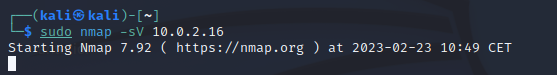 ┌──(kali㉿kali)-[~]
└─$ sudo nmap -sV 10.0.2.16
Starting Nmap 7.92 ( https://nmap.org ) at 2023-02-23 10:49 CET